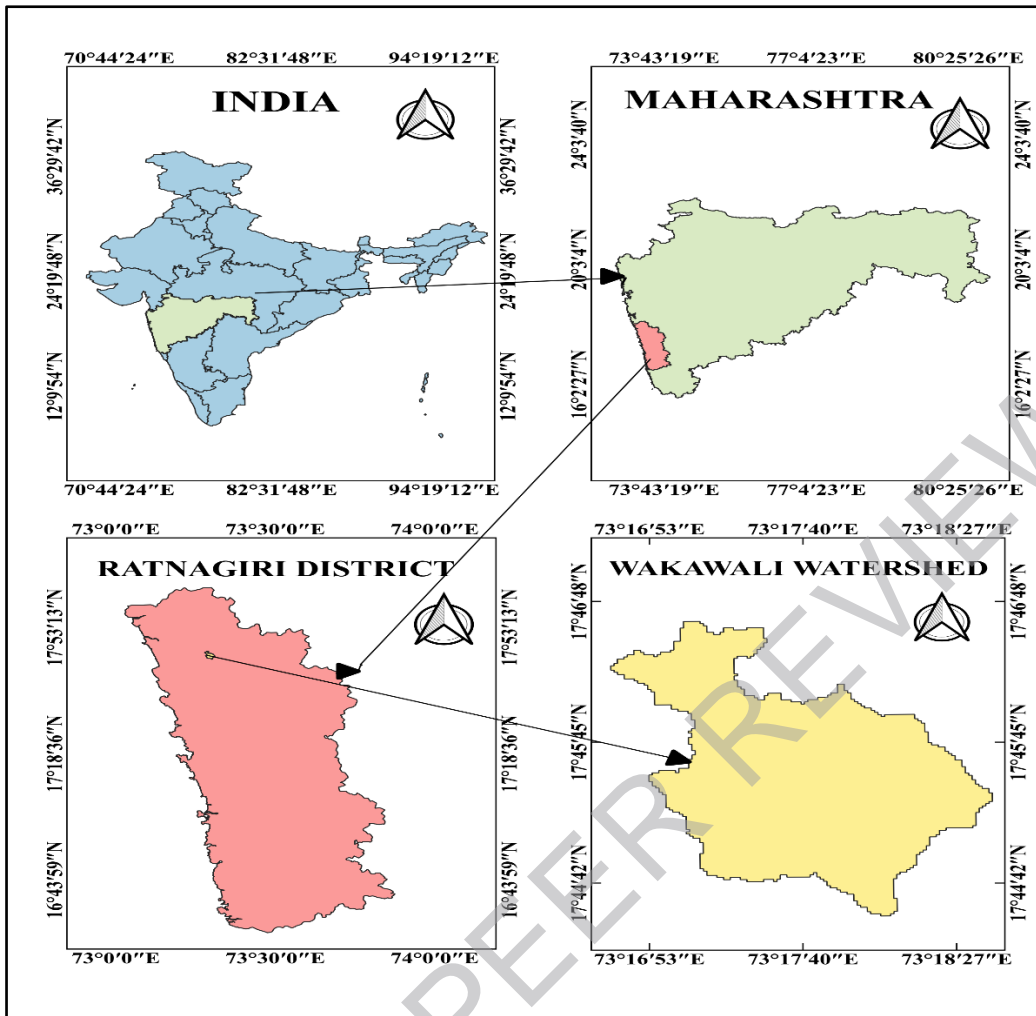 70°44′24″E 82°31′48″E 94°19′12″E
INDIA
36°29′42″N
24°19′48″N
12°9′54″N
36°29′42″N
24°19′48″N
12°9′54″N
70°44′24″E 82°31′48″E 94°19′12″E
73°43′19″E 77°4′23″E 80°25′26″E
MAHARASHTRA
24°3′40″N
20°3′4″N
16°2′27″N
24°3′40″N
20°3′4″N
16°2′27″N
73°43′19″E 77°4′23″E 80°25′26″E
73°0′0″E 73°30′0″E 74°0′0″E
RATNAGIRI DISTRICT
17°53′13″N
17°18′36″N
16°43′59″N
17°53′13″N
17°18′36″N
16°43′59″N
73°0′0″E 73°30′0″E 74°0′0″E
73°16′53″E 73°17′40″E 73°18′27″E
WAKAWALI WATERSHED
17°46′48″N
17°45′45″N
17°44′42″N
17°46′48″N
17°45′45″N
17°44′42″N
73°16′53″E 73°17′40″E 73°18′27″E
PEER REVIEW